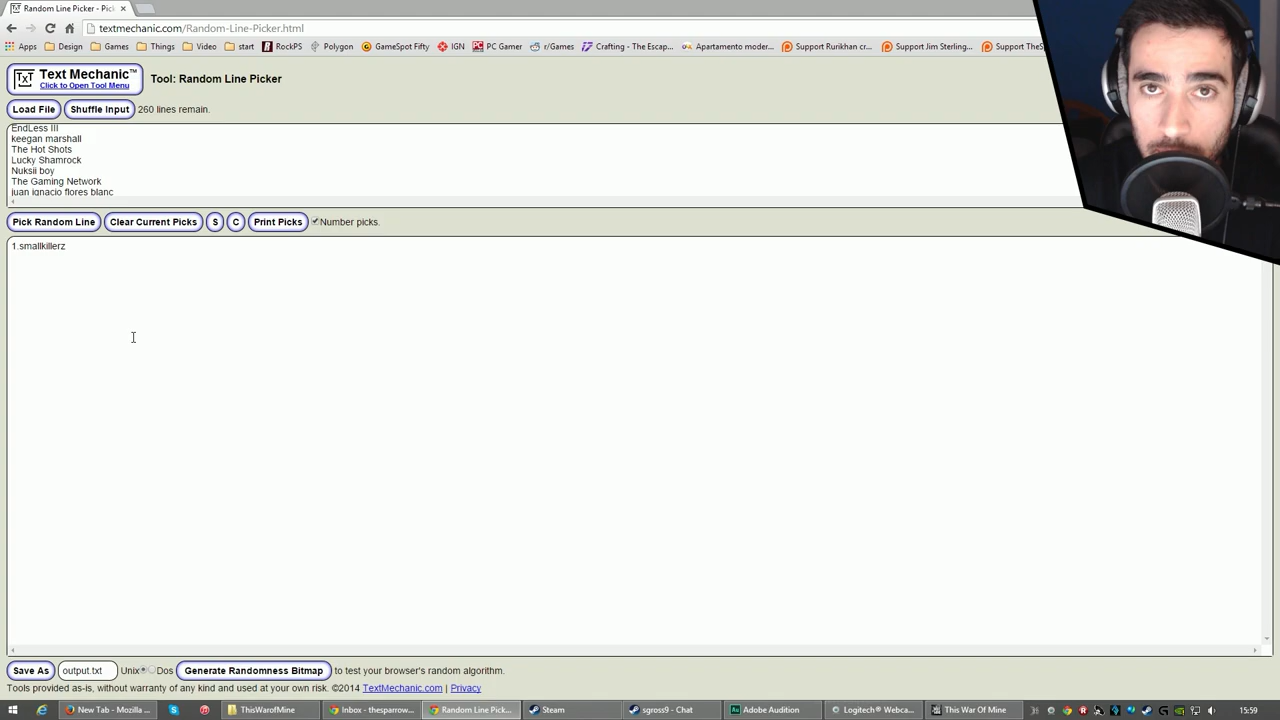 Random Line Picker - Pick
textmechanic.com/Random-Line-Picker.html
Apps Design Games Things Video start RockPS Polygon GameSpot Fifty IGN PC Gamer r/Games Crafting - The Escap... Apartamento moder... Support Rurikhan cr... Support Jim Sterling... Support TheS
Text Mechanic™
Click to Open Tool Menu
Tool: Random Line Picker
Load File Shuffle Input 260 lines remain.
EndLess III
keegan marshall
The Hot Shots
Lucky Shamrock
Nuksii boy
The Gaming Network
juan ignacio flores blanc
Pick Random Line Clear Current Picks S C Print Picks Number picks.
1.smallkillerz
Save As output.txt Unix Dos Generate Randomness Bitmap to test your browser's random algorithm.
Tools provided as-is, without warranty of any kind and used at your own risk. ©2014 TextMechanic.com | Privacy
New Tab - Mozilla ... ThisWarofMine Inbox - thesparrow... Random Line Pick... Steam sgross9 - Chat Adobe Audition Logitech® Webca... This War Of Mine 15:59